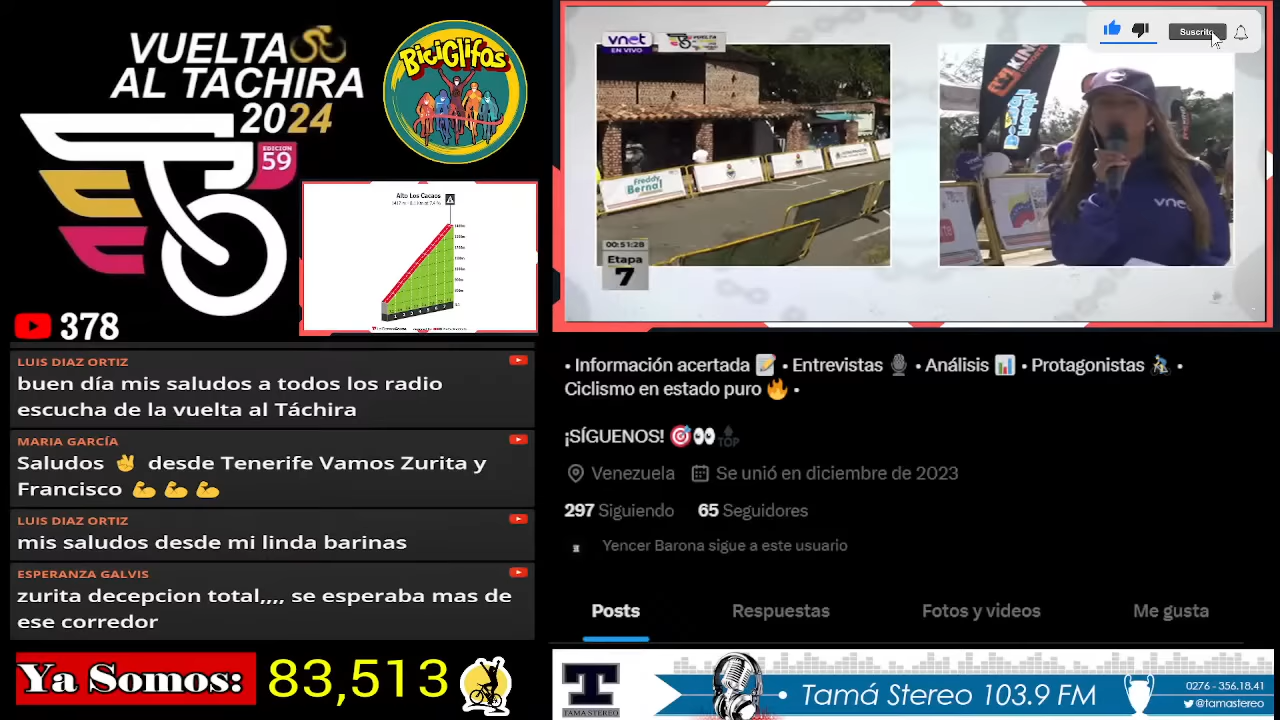 VUELTA
AL TACHIRA
2024
EDICION
59
BiciGlifos
378
Alto Los Cacaos
LUIS DIAZ ORTIZ
buen día mis saludos a todos los radio
escucha de la vuelta al Táchira
MARIA GARCÍA
Saludos ✌ desde Tenerife Vamos Zurita y
Francisco 💪 💪 💪
LUIS DIAZ ORTIZ
mis saludos desde mi linda barinas
ESPERANZA GALVIS
zurita decepcion total,,,, se esperaba mas de
ese corredor
Ya Somos: 83,513
vnet
EN VIVO
VUELTA
Freddy
Bernal
00:51:28
Etapa
7
vnet
Suscrito
• Información acertada 📝 • Entrevistas 🎙 • Análisis 📊 • Protagonistas 🚴 •
Ciclismo en estado puro 🔥 •
¡SÍGUENOS! 🎯👀🔝
Venezuela Se unió en diciembre de 2023
297 Siguiendo 65 Seguidores
Yencer Barona sigue a este usuario
Posts Respuestas Fotos y videos Me gusta
T
TAMA STEREO
Tamá Stereo 103.9 FM
0276 - 356.18.41
@tamastereo